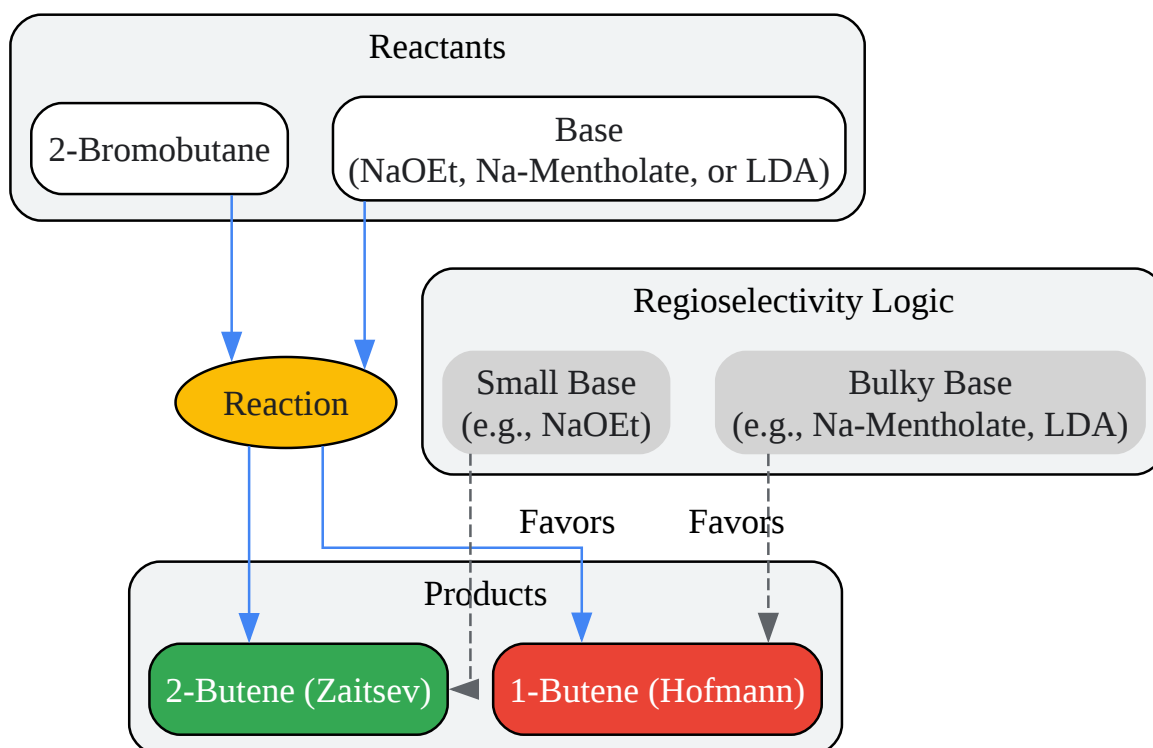 Reactants
2-Bromobutane
Base
(NaOEt, Na-Mentholate, or LDA)
Regioselectivity Logic
Small Base
(e.g., NaOEt)
Bulky Base
(e.g., Na-Mentholate, LDA)
Reaction
Favors
Favors
Products
2-Butene (Zaitsev)
1-Butene (Hofmann)